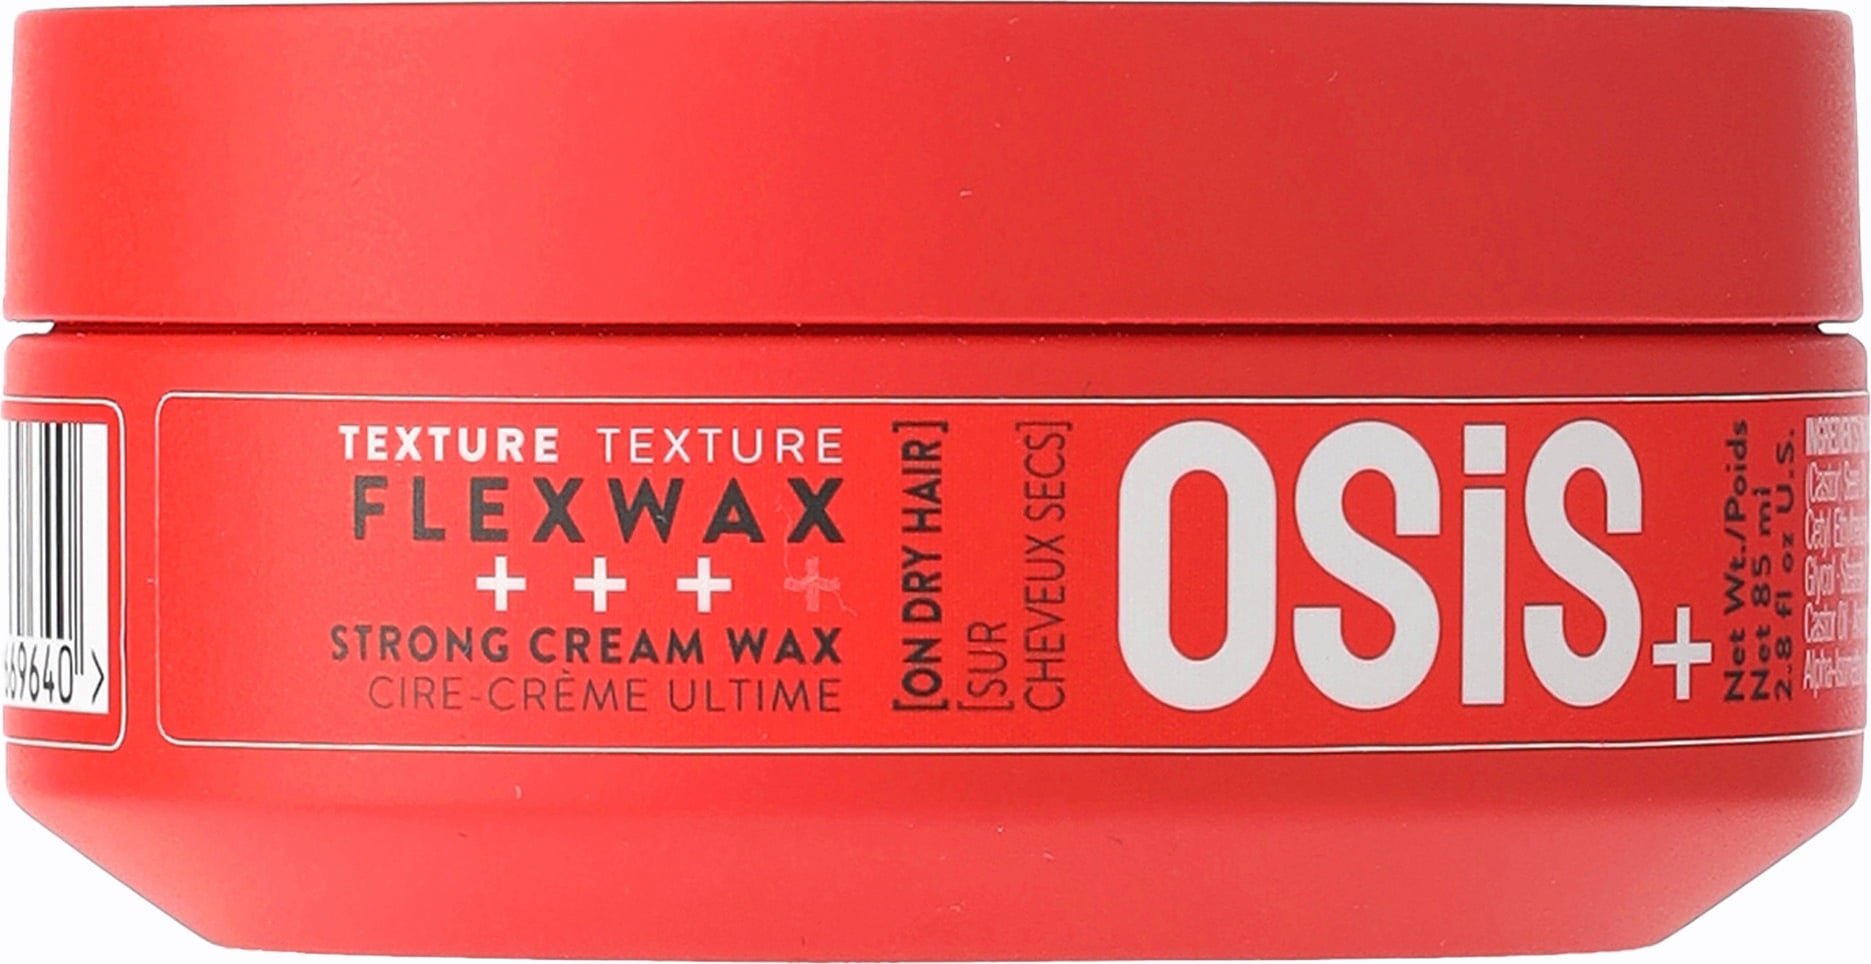 TEXTURE TEXTURE
FLEXWAX
+ + + +
STRONG CREAM WAX
CIRE-CRÈME ULTIME
[ON DRY HAIR]
[SUR
CHEVEUX SECS]
OSiS+
Net Wt./Poids
Net 85 ml
2.8 fl oz U.S.
69640 >